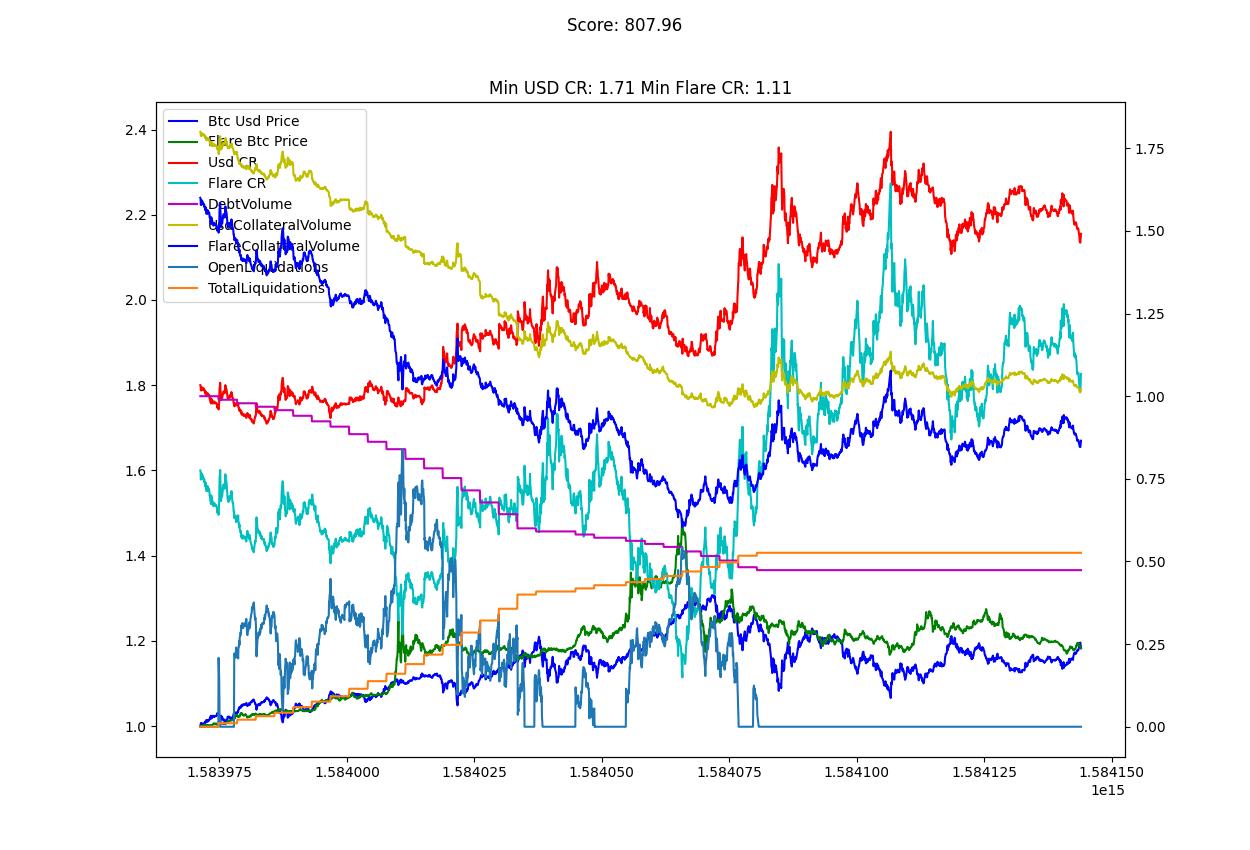 Score: 807.96
Min USD CR: 1.71 Min Flare CR: 1.11
Btc Usd Price
Flare Btc Price
Usd CR
Flare CR
DebtVolume
UsdCollateralVolume
FlareCollateralVolume
OpenLiquidations
TotalLiquidations
2.4
2.2
2.0
1.8
1.6
1.4
1.2
1.0
1.75
1.50
1.25
1.00
0.75
0.50
0.25
0.00
1.583975
1.584000
1.584025
1.584050
1.584075
1.584100
1.584125
1.584150
1e15